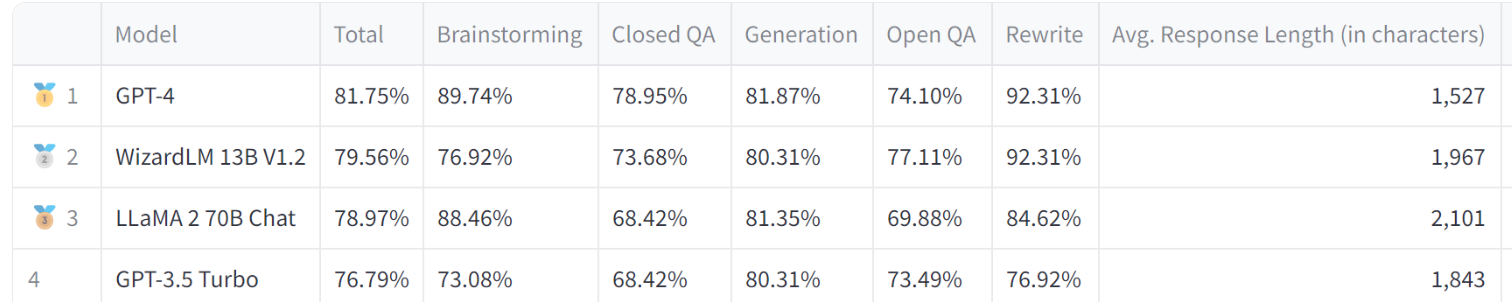 Model Total Brainstorming Closed QA Generation Open QA Rewrite Avg. Response Length (in characters)
1 1 GPT-4 81.75% 89.74% 78.95% 81.87% 74.10% 92.31% 1,527
2 2 WizardLM 13B V1.2 79.56% 76.92% 73.68% 80.31% 77.11% 92.31% 1,967
3 3 LLaMA 2 70B Chat 78.97% 88.46% 68.42% 81.35% 69.88% 84.62% 2,101
4 GPT-3.5 Turbo 76.79% 73.08% 68.42% 80.31% 73.49% 76.92% 1,843